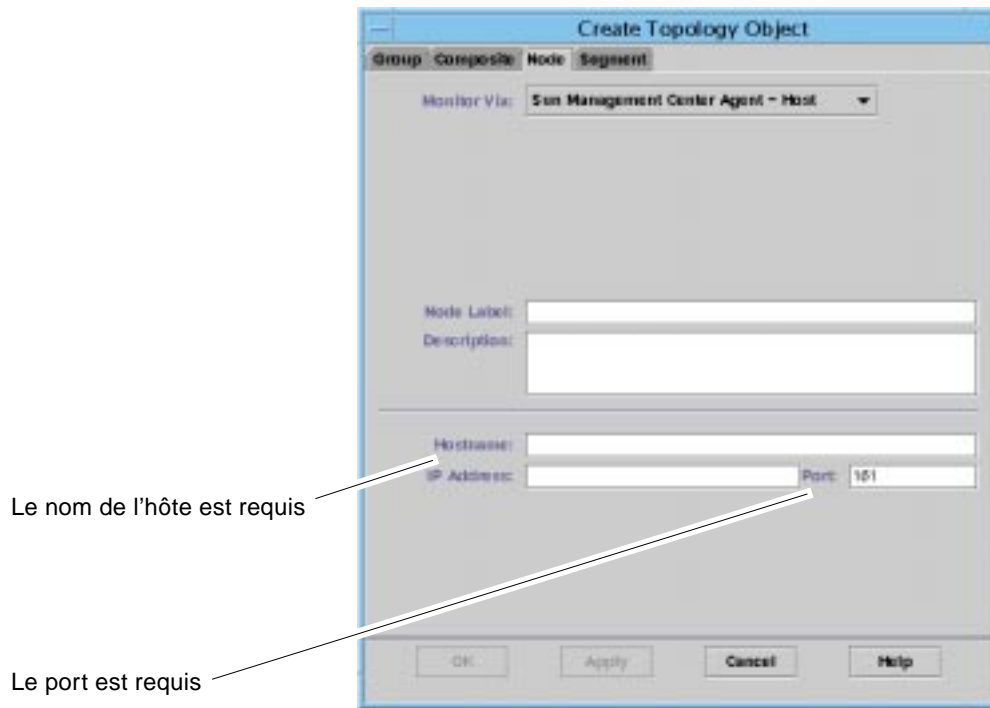 Create Topology Object
Group Composite Node Segment
Monitor Via: Sun Management Center Agent - Host
Node Label:
Description:
Hostname:
IP Address: Port: 161
Le nom de l'hôte est requis
Le port est requis
OK Apply Cancel Help